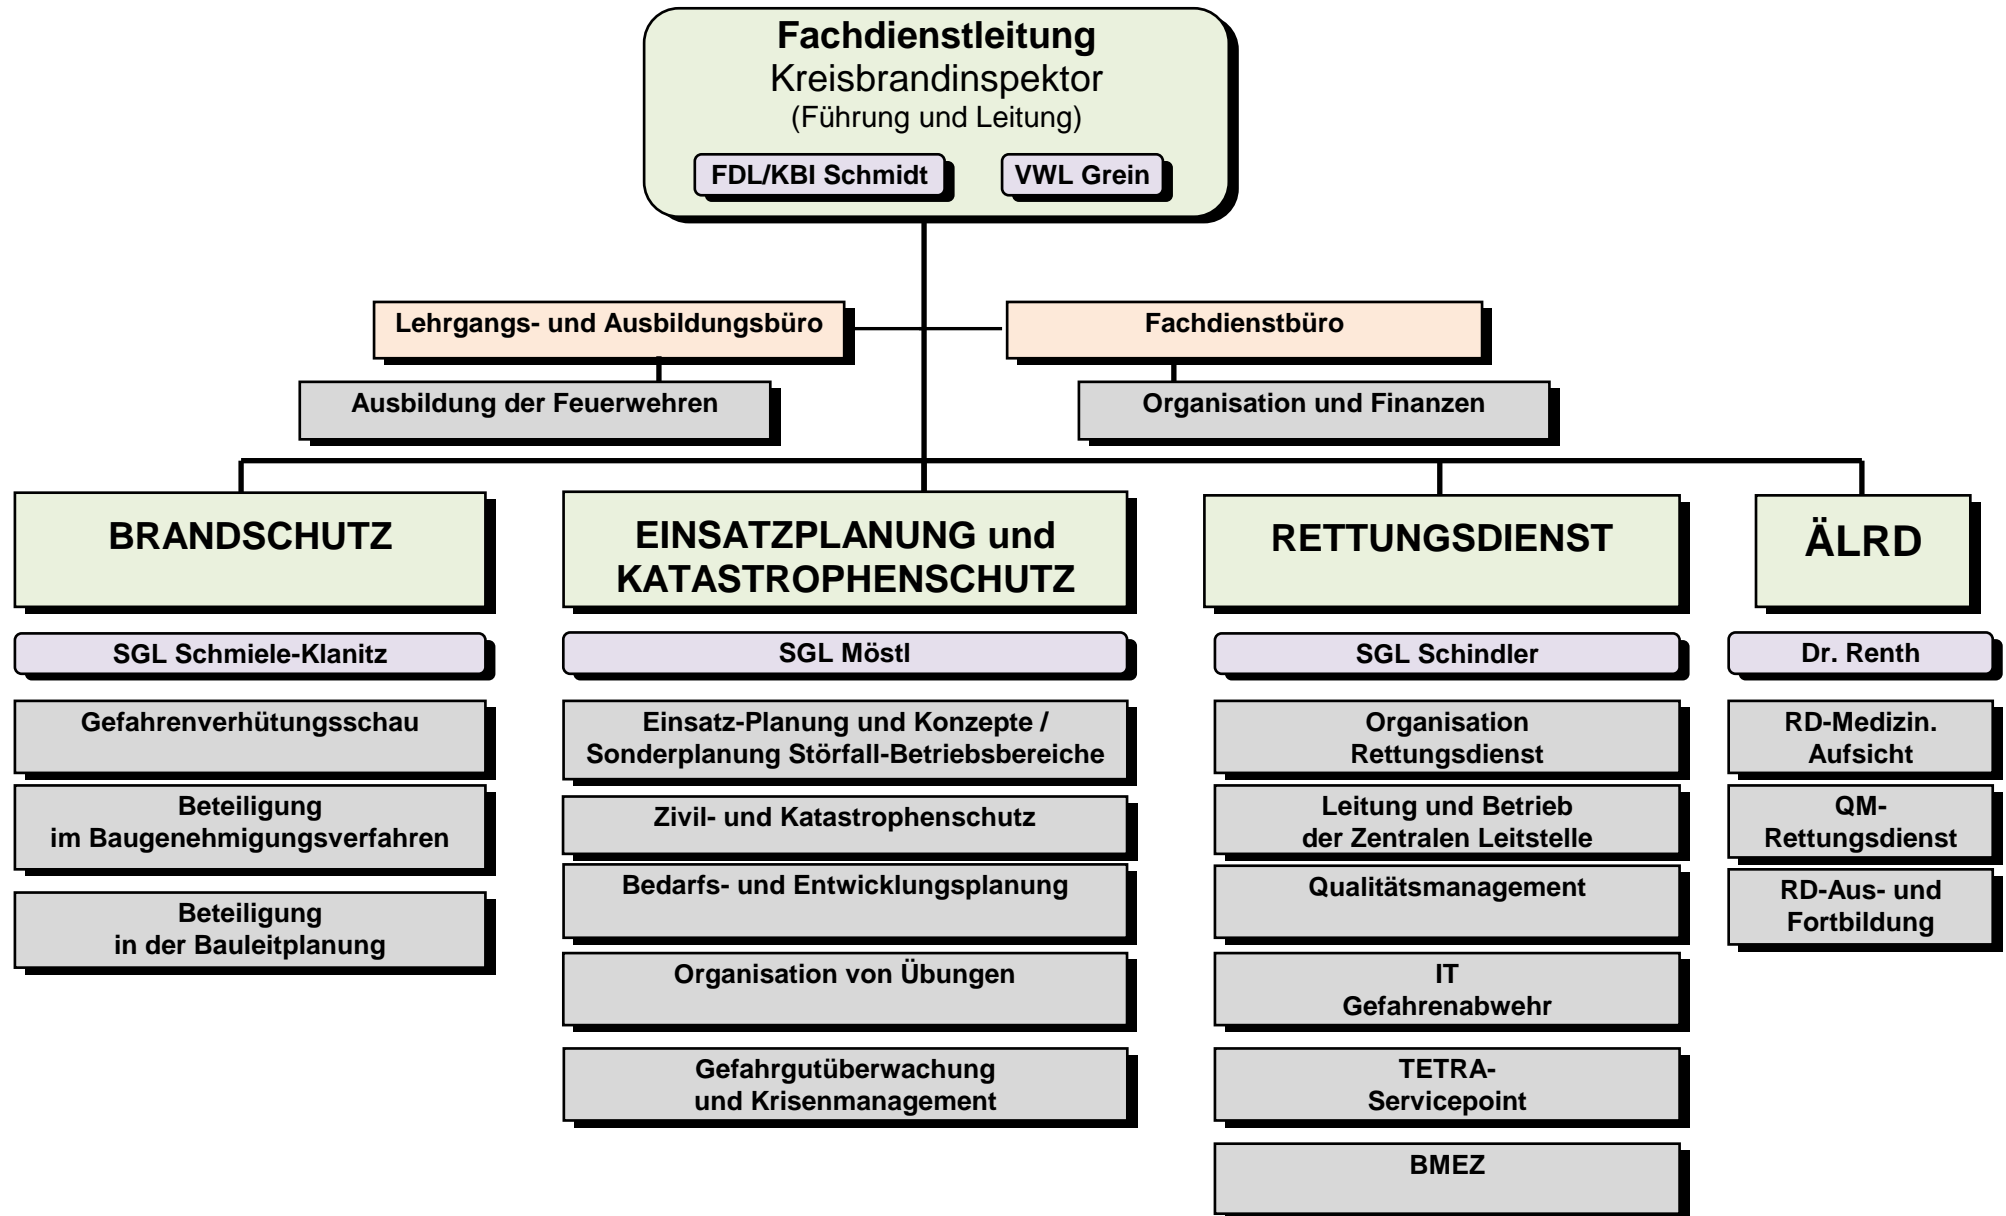 Fachdienstleitung
Kreisbrandinspektor
(Führung und Leitung)
FDL/KBI Schmidt
VWL Grein
Lehrgangs- und Ausbildungsbüro
Ausbildung der Feuerwehren
Fachdienstbüro
Organisation und Finanzen
BRANDSCHUTZ
SGL Schmiele-Klanitz
Gefahrenverhütungsschau
Beteiligung
im Baugenehmigungsverfahren
Beteiligung
in der Bauleitplanung
EINSATZPLANUNG und
KATASTROPHENSCHUTZ
SGL Möstl
Einsatz-Planung und Konzepte /
Sonderplanung Störfall-Betriebsbereiche
Zivil- und Katastrophenschutz
Bedarfs- und Entwicklungsplanung
Organisation von Übungen
Gefahrgutüberwachung
und Krisenmanagement
RETTUNGSDIENST
SGL Schindler
Organisation
Rettungsdienst
Leitung und Betrieb
der Zentralen Leitstelle
Qualitätsmanagement
IT
Gefahrenabwehr
TETRA-
Servicepoint
BMEZ
ÄLRD
Dr. Renth
RD-Medizin.
Aufsicht
QM-
Rettungsdienst
RD-Aus- und
Fortbildung